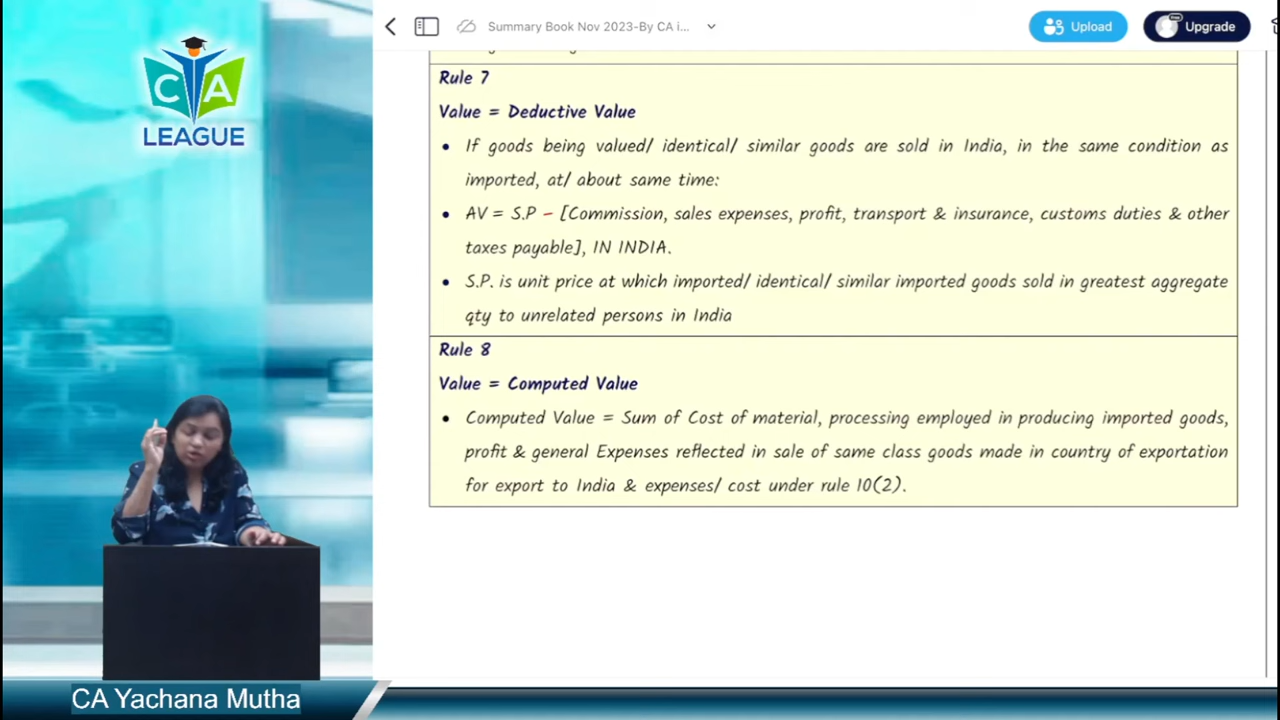 CA
LEAGUE
Summary Book Nov 2023-By CA i...
Upload
Upgrade
Rule 7
Value = Deductive Value
• If goods being valued/ identical/ similar goods are sold in India, in the same condition as
imported, at/ about same time:
• AV = S.P - [Commission, sales expenses, profit, transport & insurance, customs duties & other
taxes payable], IN INDIA.
• S.P. is unit price at which imported/ identical/ similar imported goods sold in greatest aggregate
qty to unrelated persons in India
Rule 8
Value = Computed Value
• Computed Value = Sum of Cost of material, processing employed in producing imported goods,
profit & general Expenses reflected in sale of same class goods made in country of exportation
for export to India & expenses/ cost under rule 10(2).
CA Yachana Mutha